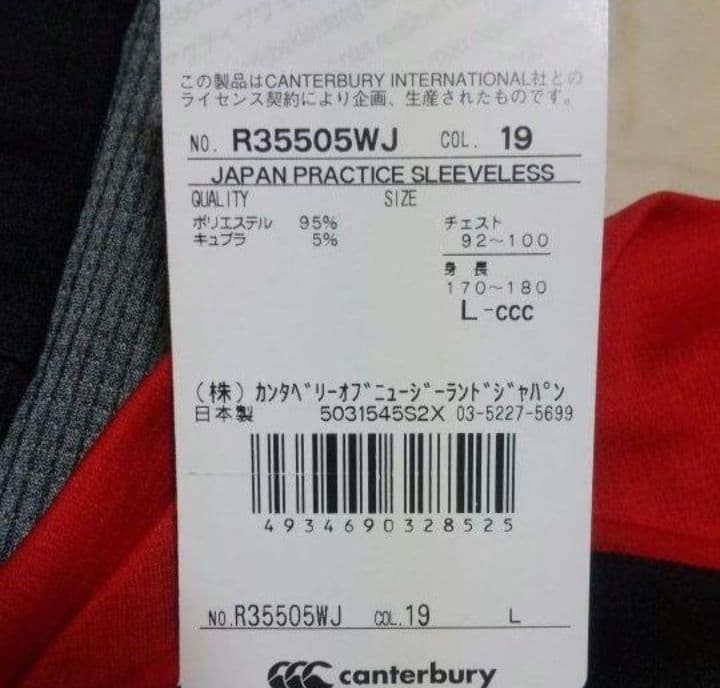 この製品はCANTERBURY INTERNATIONAL社との
ライセンス契約により企画、生産されたものです。
NO. R35505WJ COL. 19
JAPAN PRACTICE SLEEVELESS
QUALITY SIZE
ポリエステル 95% チェスト
キュプラ 5% 92～100
身 長
170～180
L-ccc
(株) ｶﾝﾀﾍﾞﾘｰｵﾌﾞﾆｭｰｼﾞｰﾗﾝﾄﾞｼﾞｬﾊﾟﾝ
日本製 5031545S2X 03-5227-5699
4934690328525
NO.R35505WJ COL.19 L
canterbury